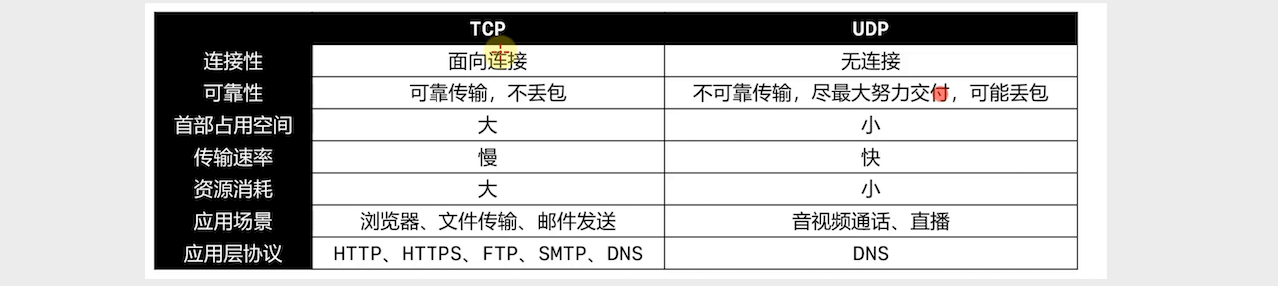 TCP UDP
连接性 面向连接 无连接
可靠性 可靠传输，不丢包 不可靠传输，尽最大努力交付，可能丢包
首部占用空间 大 小
传输速率 慢 快
资源消耗 大 小
应用场景 浏览器、文件传输、邮件发送 音视频通话、直播
应用层协议 HTTP、HTTPS、FTP、SMTP、DNS DNS